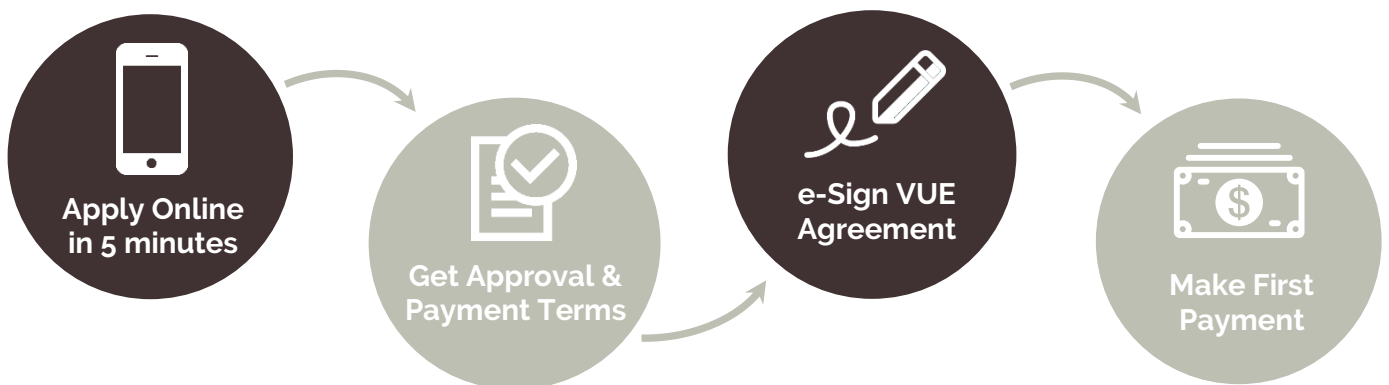 Apply Online
in 5 minutes
Get Approval &
Payment Terms
e-Sign VUE
Agreement
$
Make First
Payment